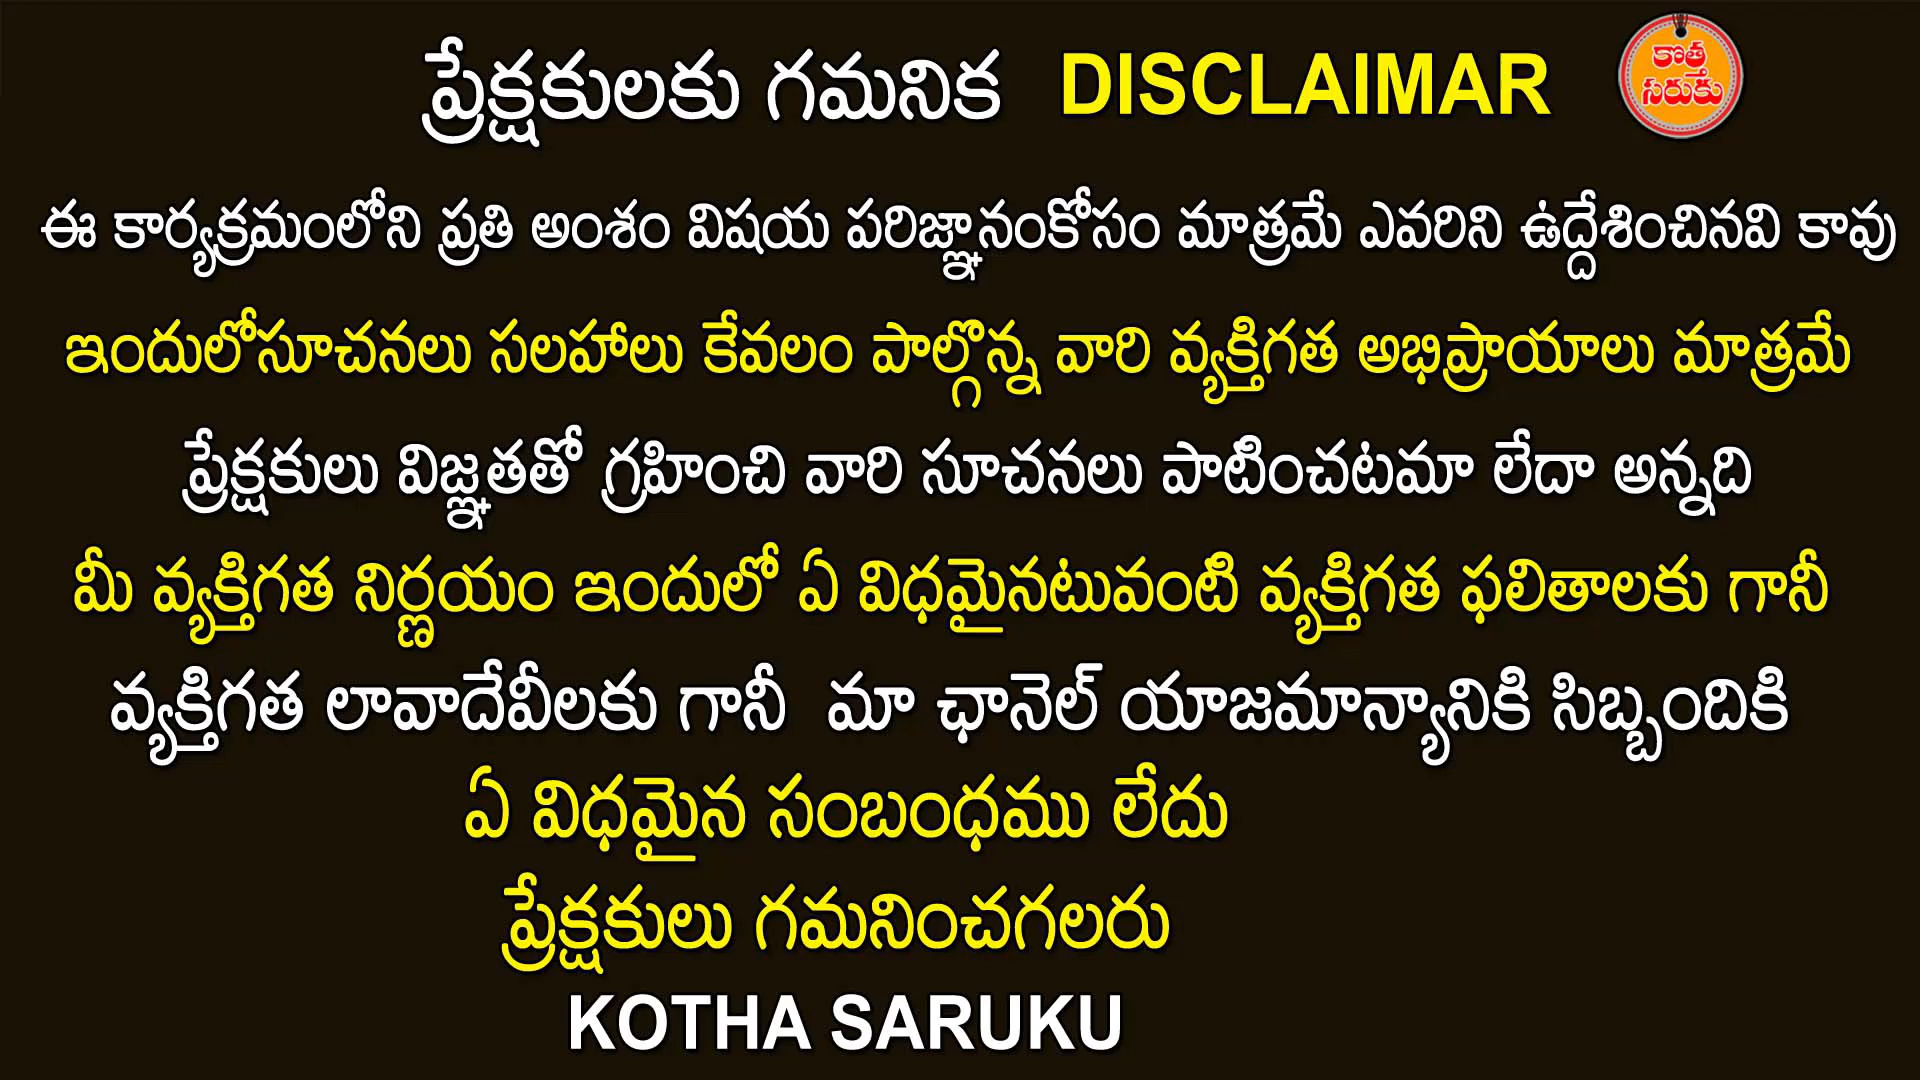 ప్రేక్షకులకు గమనిక DISCLAIMAR
కొత్త
సరుకు
ఈ కార్యక్రమంలోని ప్రతి అంశం విషయ పరిజ్ఞానంకోసం మాత్రమే ఎవరిని ఉద్దేశించినవి కావు
ఇందులోసూచనలు సలహాలు కేవలం పాల్గొన్న వారి వ్యక్తిగత అభిప్రాయాలు మాత్రమే
ప్రేక్షకులు విజ్ఞతతో గ్రహించి వారి సూచనలు పాటించటమా లేదా అన్నది
మీ వ్యక్తిగత నిర్ణయం ఇందులో ఏ విధమైనటువంటి వ్యక్తిగత ఫలితాలకు గానీ
వ్యక్తిగత లావాదేవీలకు గానీ మా ఛానెల్ యాజమాన్యానికి సిబ్బందికి
ఏ విధమైన సంబంధము లేదు
ప్రేక్షకులు గమనించగలరు
KOTHA SARUKU